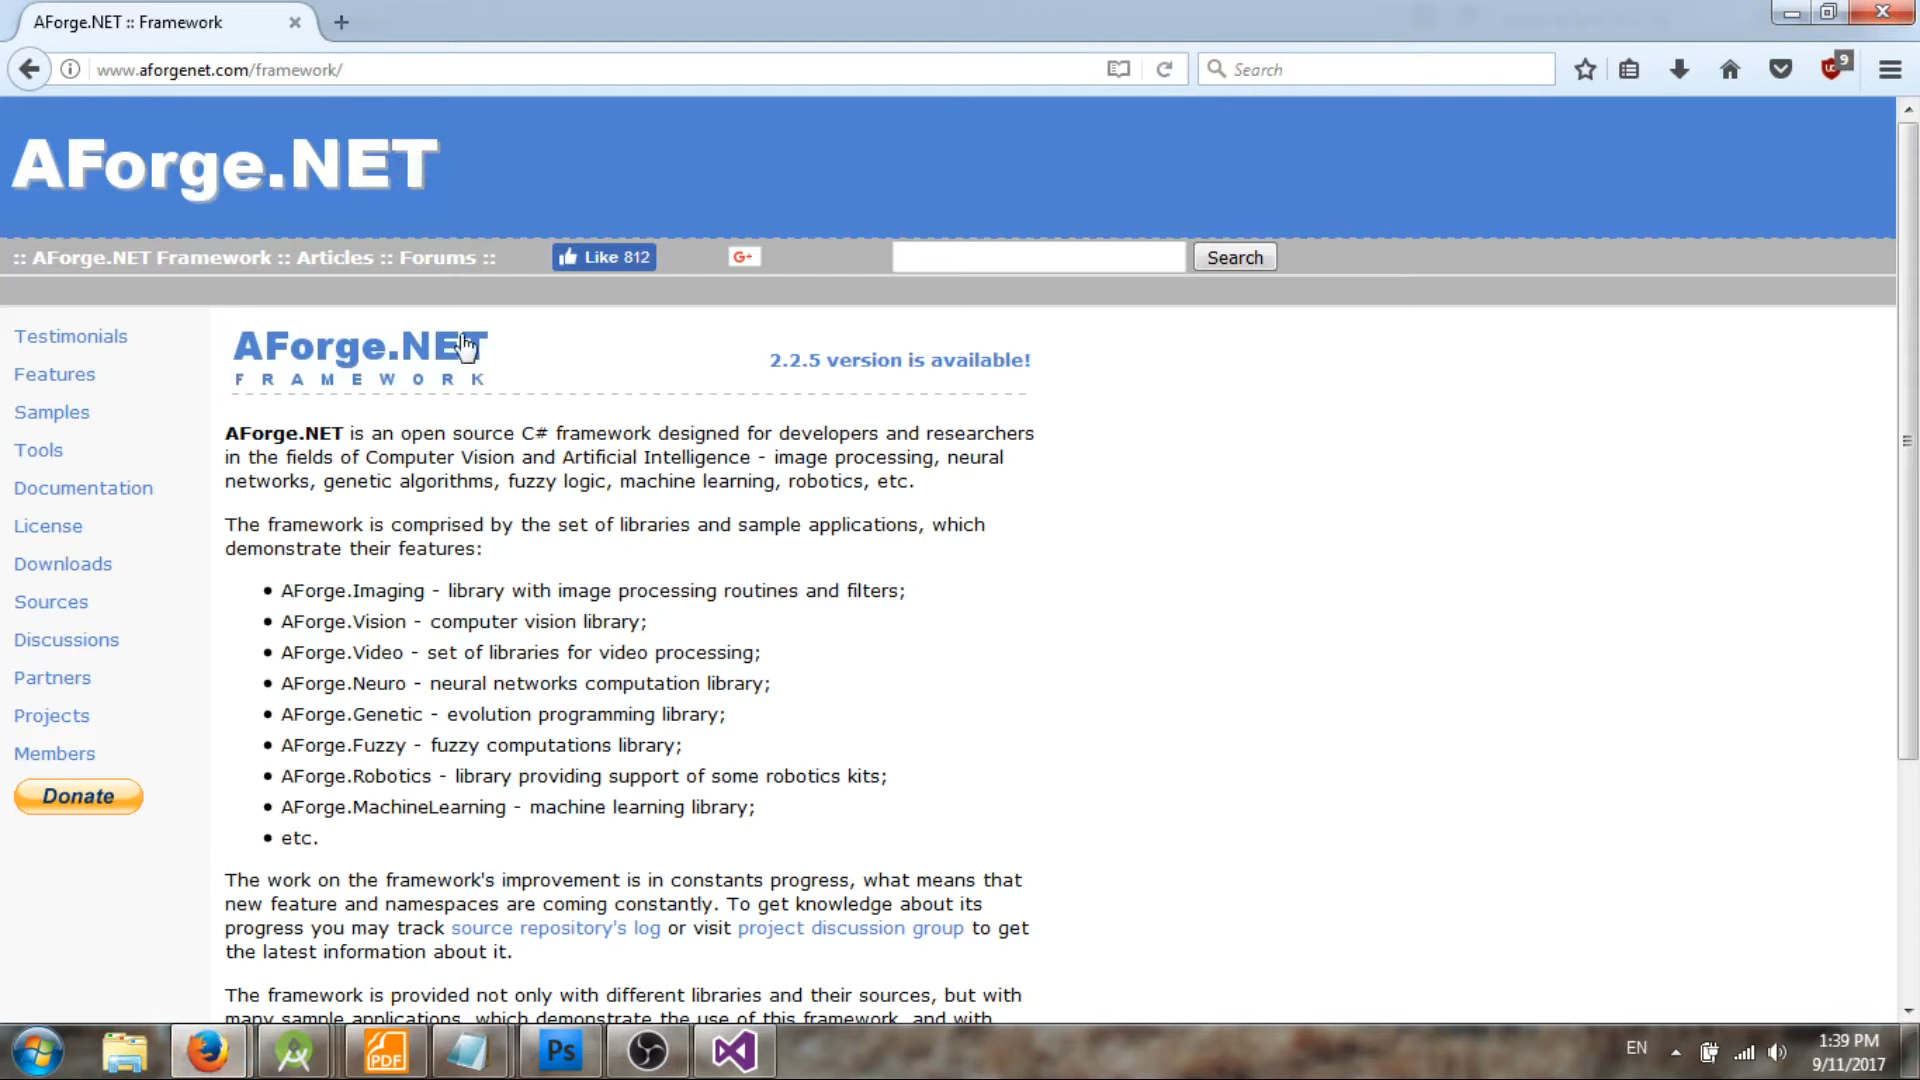 AForge.NET :: Framework
www.aforgenet.com/framework/
Search
9
AForge.NET
:: AForge.NET Framework :: Articles :: Forums ::
Like 812
G+
Search
Testimonials
Features
Samples
Tools
Documentation
License
Downloads
Sources
Discussions
Partners
Projects
Members
Donate
AForge.NET
FRAMEWORK
2.2.5 version is available!
AForge.NET is an open source C# framework designed for developers and researchers
in the fields of Computer Vision and Artificial Intelligence - image processing, neural
networks, genetic algorithms, fuzzy logic, machine learning, robotics, etc.
The framework is comprised by the set of libraries and sample applications, which
demonstrate their features:
AForge.Imaging - library with image processing routines and filters;
AForge.Vision - computer vision library;
AForge.Video - set of libraries for video processing;
AForge.Neuro - neural networks computation library;
AForge.Genetic - evolution programming library;
AForge.Fuzzy - fuzzy computations library;
AForge.Robotics - library providing support of some robotics kits;
AForge.MachineLearning - machine learning library;
etc.
The work on the framework's improvement is in constants progress, what means that
new feature and namespaces are coming constantly. To get knowledge about its
progress you may track source repository's log or visit project discussion group to get
the latest information about it.
The framework is provided not only with different libraries and their sources, but with
many sample applications, which demonstrate the use of this framework, and with
PDF
Ps
EN
1:39 PM
9/11/2017